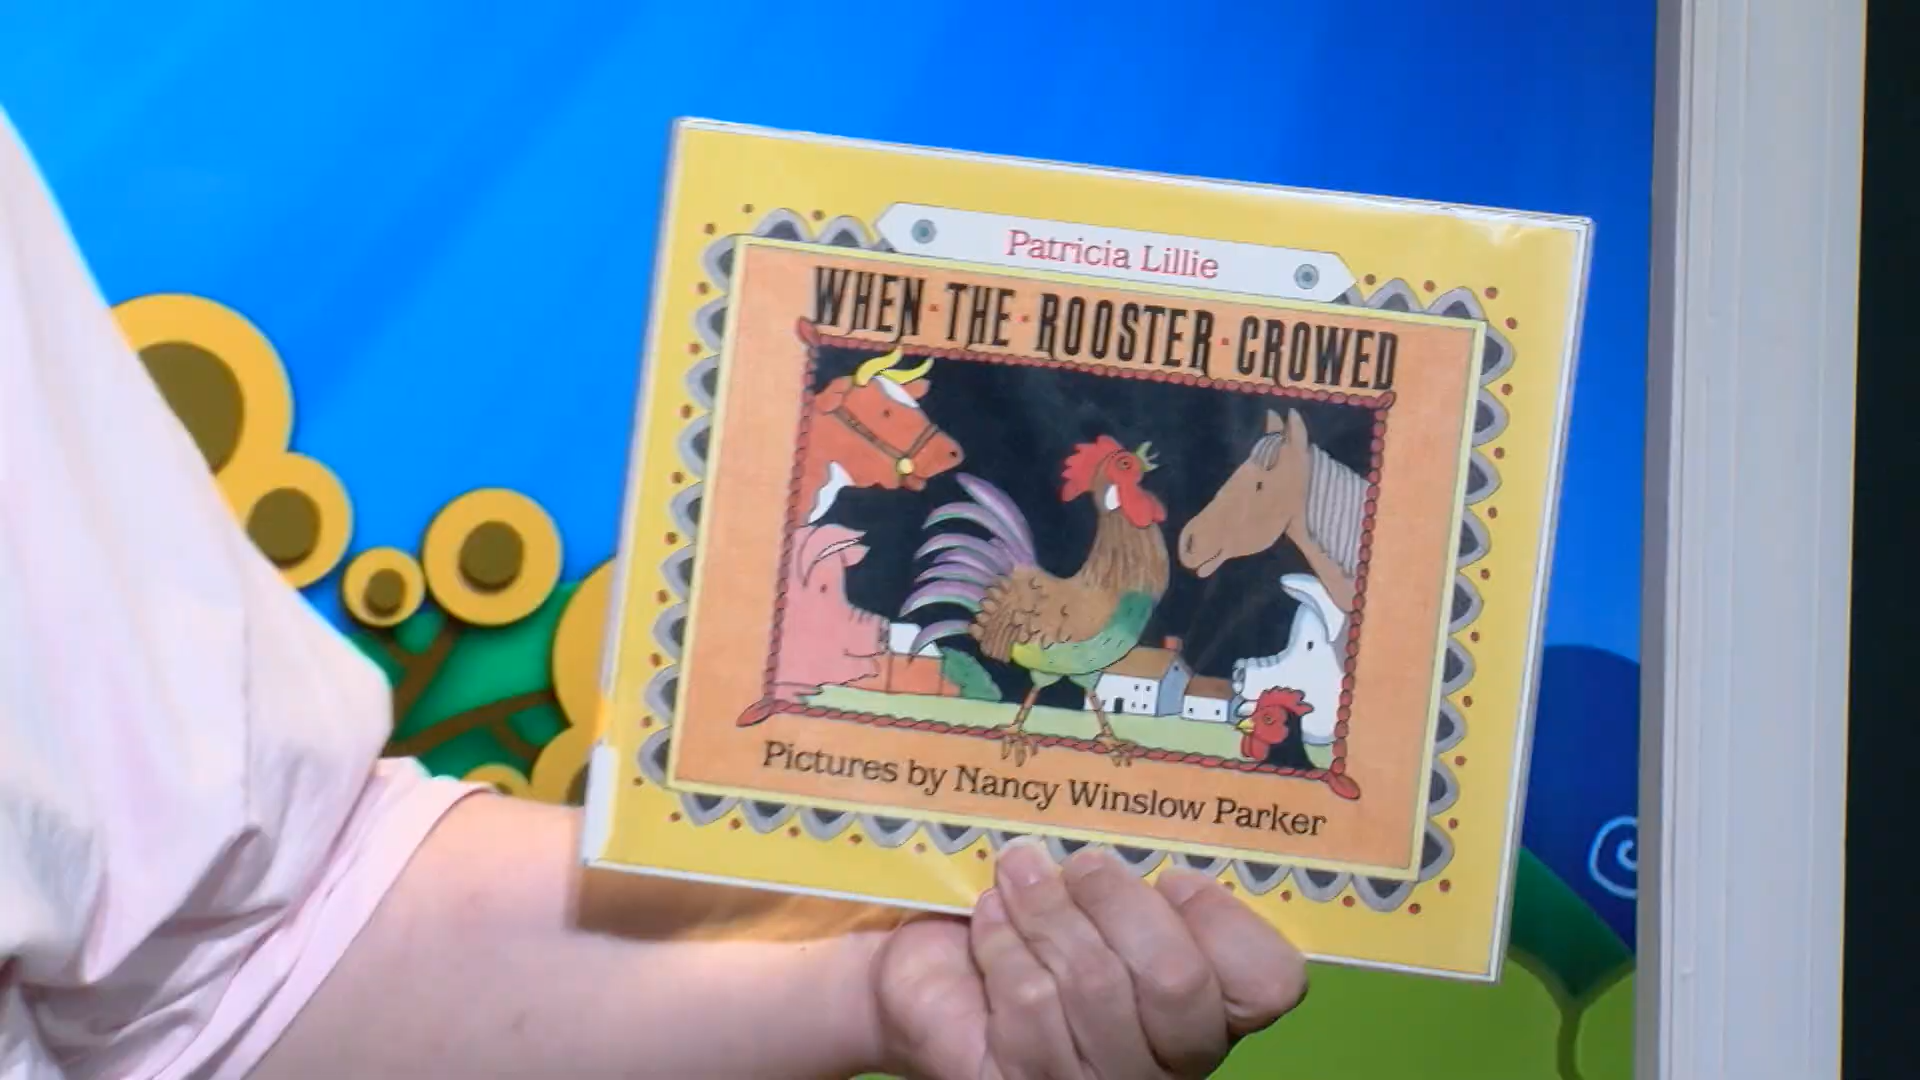 Patricia Lillie
WHEN·THE·ROOSTER·CROWED
Pictures by Nancy Winslow Parker